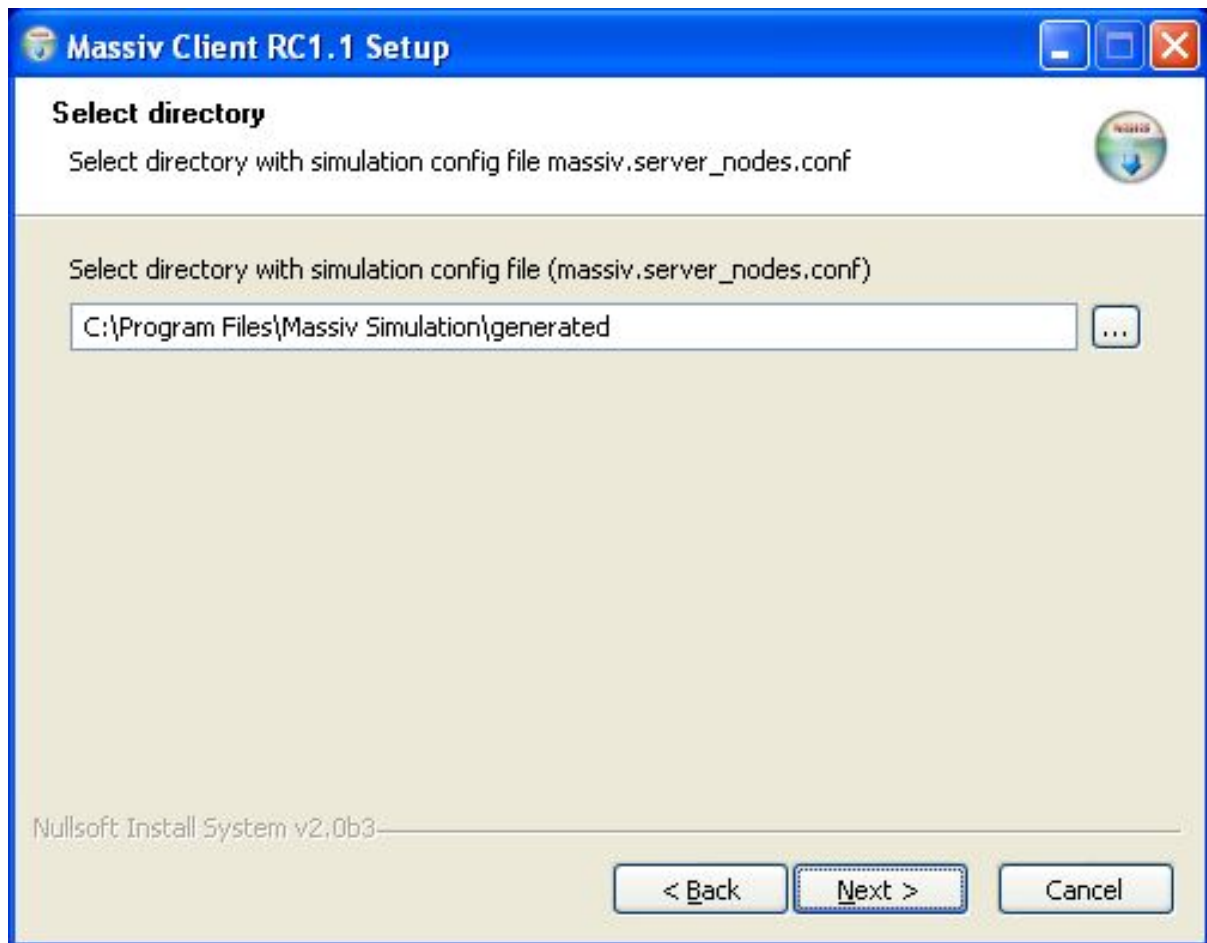 Massiv Client RC1.1 Setup
Select directory
Select directory with simulation config file massiv.server_nodes.conf
Select directory with simulation config file (massiv.server_nodes.conf)
C:\Program Files\Massiv Simulation\generated
...
Nullsoft Install System v2.0b3
< Back
Next >
Cancel